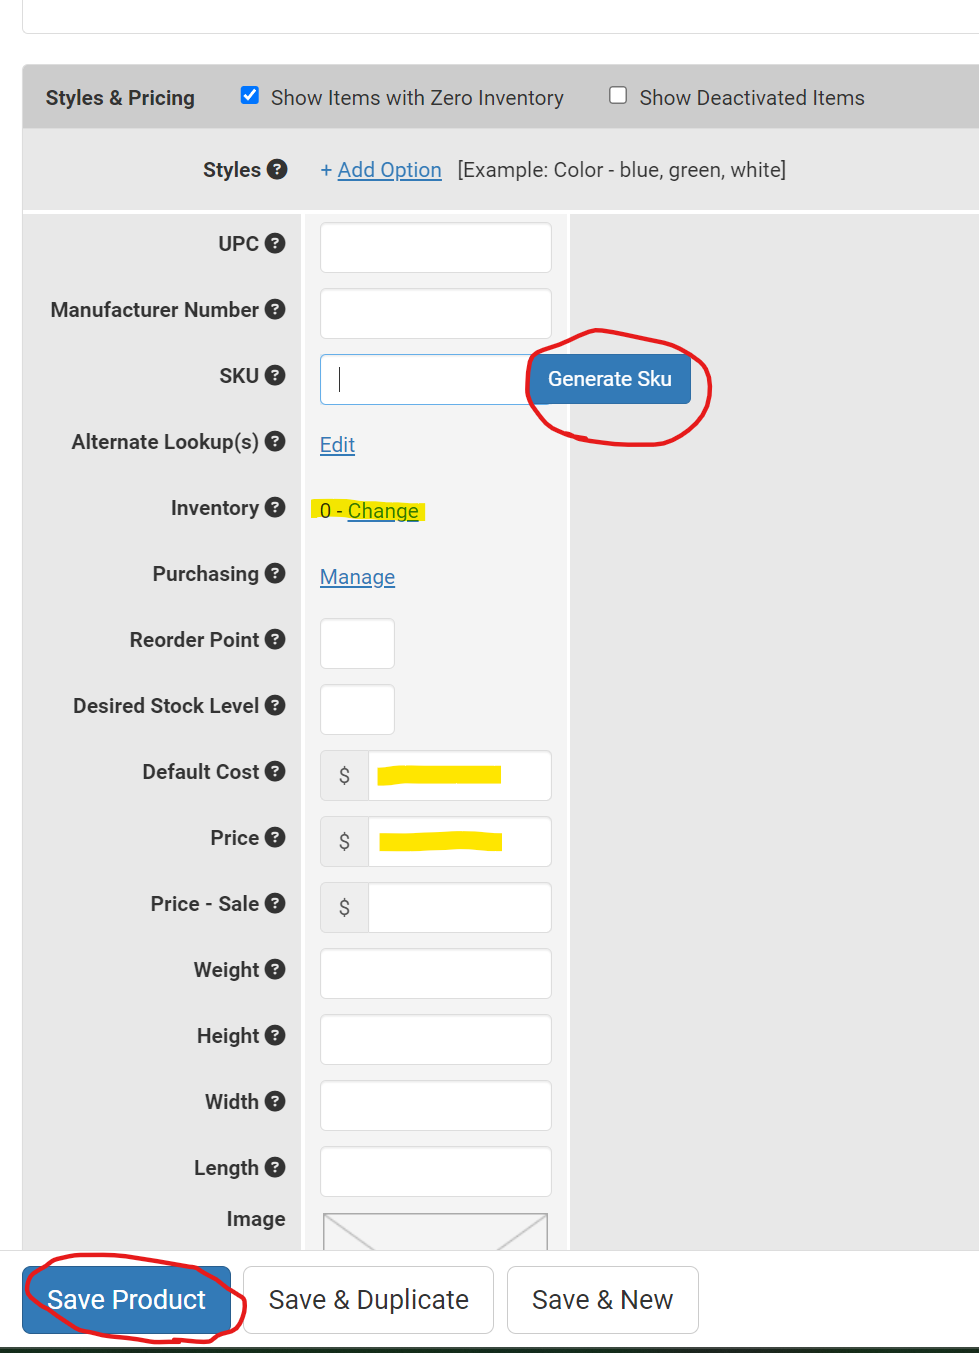 Styles & Pricing Show Items with Zero Inventory Show Deactivated Items
Styles ? + Add Option [Example: Color - blue, green, white]
UPC ?
Manufacturer Number ?
SKU ? Generate Sku
Alternate Lookup(s) ? Edit
Inventory ? 0 - Change
Purchasing ? Manage
Reorder Point ?
Desired Stock Level ?
Default Cost ? $
Price ? $
Price - Sale ? $
Weight ?
Height ?
Width ?
Length ?
Image
Save Product Save & Duplicate Save & New